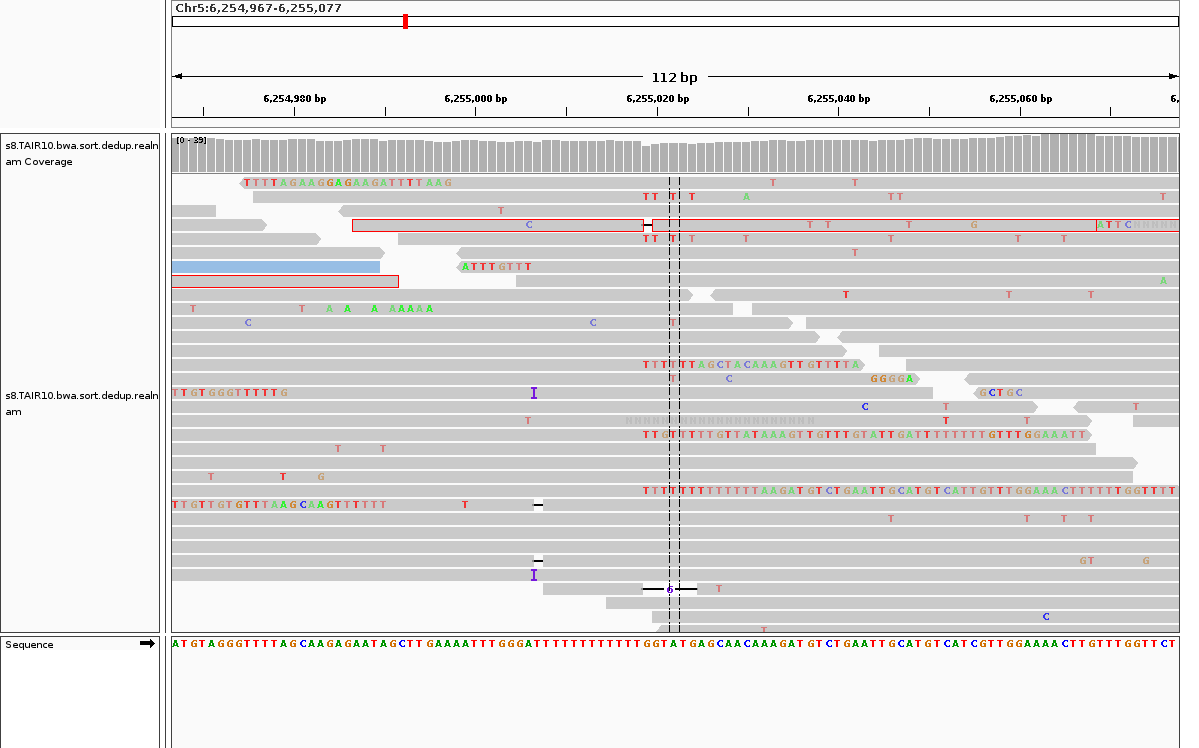 Chr5:6,254,967-6,255,077
112 bp
6,254,980 bp 6,255,000 bp 6,255,020 bp 6,255,040 bp 6,255,060 bp 6,
s8.TAIR10.bwa.sort.dedup.realn
am Coverage
[0 - 39]
TTTTAGAAGGAGAAGATTTTAAG T T
TT T T A TT T
T
C T T T G ATTCNNNNN
TT T T T T T T
T
ATTTGTTT
A
T T T
T T A A A AAAAA
C C T
TTTTTTAGCTACAAAGTTGTTTTA
T C GGGGA
s8.TAIR10.bwa.sort.dedup.realn
am
TTGTGGGTTTTTG I GCTGC
C T T
T NNNNNNNNNNNNNNNNNNNNN T T
TTGTTTTTGTTATAAAGTTGTTTGTATTGATTTTTTTTGTTTGGAAATT
T T
T T G
TTTTTTTTTTTTTAAGATGTCTGAATTGCATGTCATTGTTTGGAAACTTTTTTGGTTTT
TTGTTGTGTTTAAGCAAGTTTTTT T
T T T T
GT G
I
6 T
C
T
Sequence
ATGTAGGGTTTTAGCAAGAGAATAGCTTGAAAATTTGGGATTTTTTTTTTTTGGTATGAGCAACAAAGATGTCTGAATTGCATGTCATCGTTGGAAAACTTGTTTGGTTCT